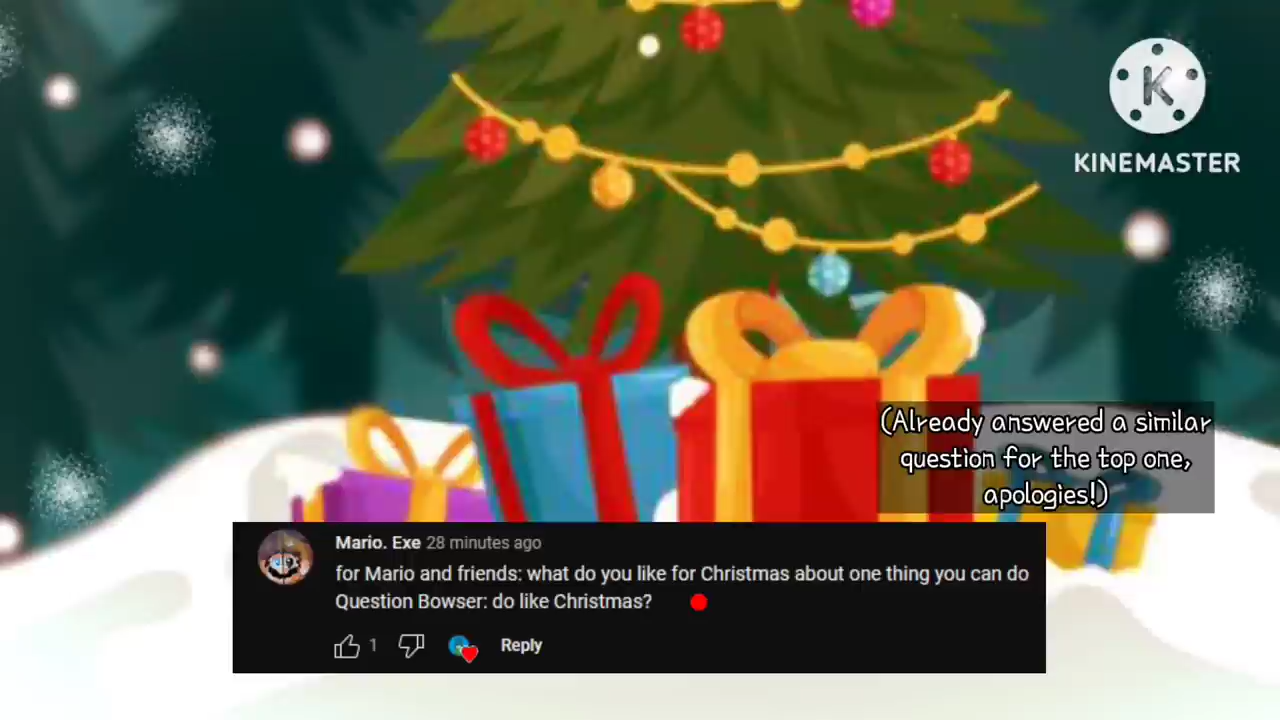 KINEMASTER
(Already answered a similar
question for the top one,
apologies!)
Mario. Exe 28 minutes ago
for Mario and friends: what do you like for Christmas about one thing you can do
Question Bowser: do like Christmas?
1 Reply